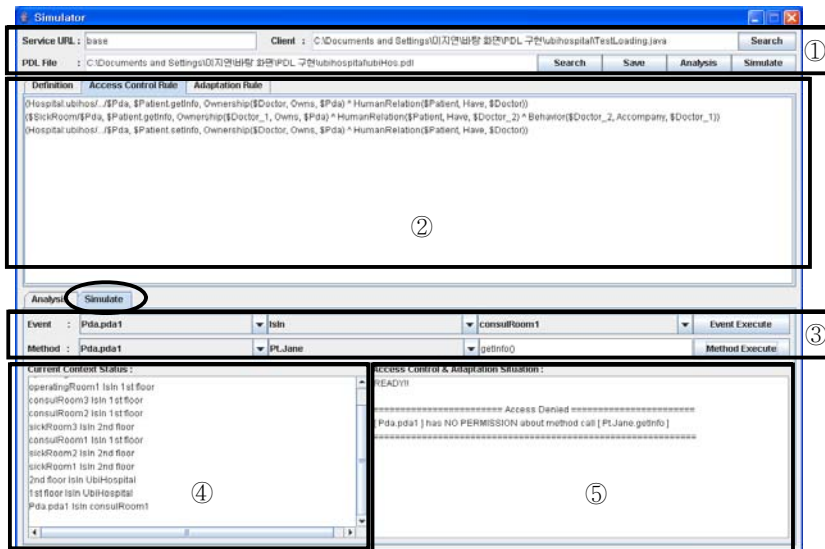 Simulator
Service URL : base Client : C:\Documents and Settings\이지연\바탕 화면\PDL 구현\ubihospital\TestLoading.java Search
①
PDL File : C:\Documents and Settings\이지연\바탕 화면\PDL 구현\ubihospital\ubiHos.pdl Search Save Analysis Simulate
Definition Access Control Rule Adaptation Rule
(Hospital:ubihos/../$Pda, $Patient.getInfo, Ownership($Doctor, Owns, $Pda) ^ HumanRelation($Patient, Have, $Doctor))
($SickRoom/$Pda, $Patient.getInfo, Ownership($Doctor_1, Owns, $Pda) ^ HumanRelation($Patient, Have, $Doctor_2) ^ Behavior($Doctor_2, Accompany, $Doctor_1))
(Hospital:ubihos/../$Pda, $Patient.setInfo, Ownership($Doctor, Owns, $Pda) ^ HumanRelation($Patient, Have, $Doctor))
②
Analysis Simulate
Event : Pda.pda1 IsIn consulRoom1 Event Execute
③
Method : Pda.pda1 Pt.Jane getInfo() Method Execute
Current Context Status :
operatingRoom1 IsIn 1st floor
consulRoom3 IsIn 1st floor
consulRoom2 IsIn 1st floor
sickRoom3 IsIn 2nd floor
consulRoom1 IsIn 1st floor
sickRoom2 IsIn 2nd floor
sickRoom1 IsIn 2nd floor
2nd floor IsIn UbiHospital
1st floor IsIn UbiHospital
Pda.pda1 IsIn consulRoom1
④
Access Control & Adaptation Situation :
READY!!
======================== Access Denied =======================
[ Pda.pda1 ] has NO PERMISSION about method call [ Pt.Jane.getInfo ]
============================================================
⑤